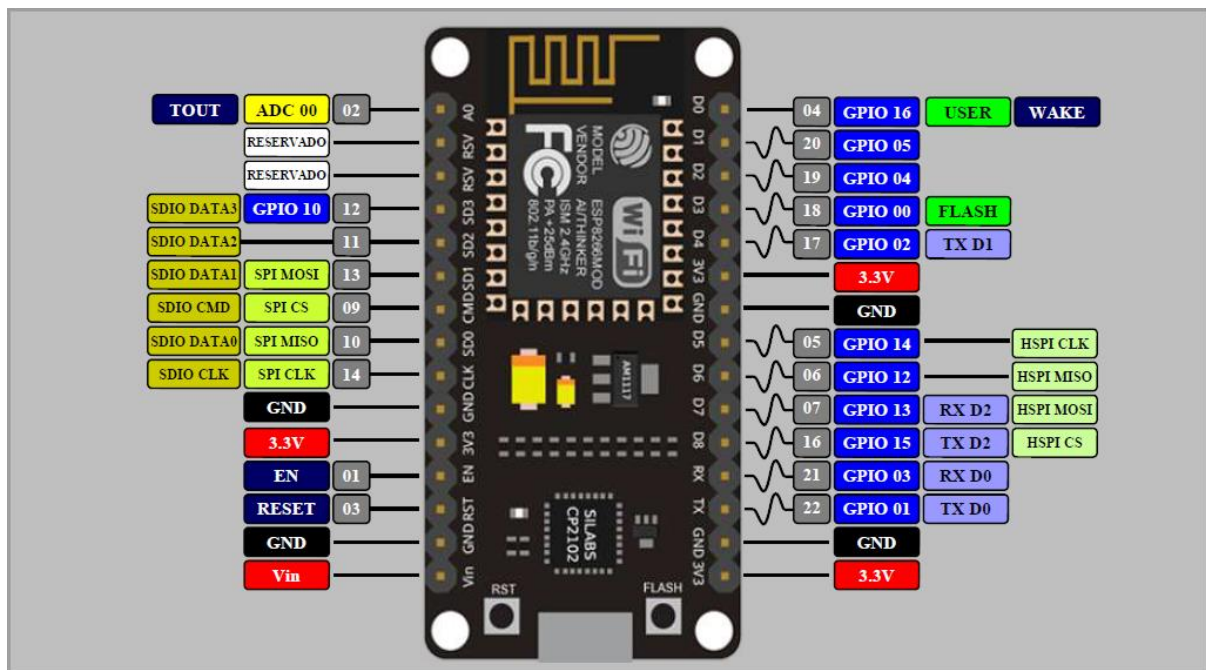 TOUT ADC 00 02 A0 D0 04 GPIO 16 USER WAKE
RESERVADO RSV D1 20 GPIO 05
RESERVADO RSV D2 19 GPIO 04
SDIO DATA3 GPIO 10 12 SD3 D3 18 GPIO 00 FLASH
SDIO DATA2 11 SD2 D4 17 GPIO 02 TX D1
SDIO DATA1 SPI MOSI 13 SD1 3V3 3.3V
SDIO CMD SPI CS 09 CMD GND GND
SDIO DATA0 SPI MISO 10 SD0 D5 05 GPIO 14 HSPI CLK
SDIO CLK SPI CLK 14 CLK D6 06 GPIO 12 HSPI MISO
GND GND D7 07 GPIO 13 RX D2 HSPI MOSI
3.3V 3V3 D8 16 GPIO 15 TX D2 HSPI CS
EN 01 EN RX 21 GPIO 03 RX D0
RESET 03 RST TX 22 GPIO 01 TX D0
GND GND GND GND
Vin Vin 3V3 3.3V
MODEL
VENDOR
ESP8266MOD
AI/THINKER
ISM 2.4GHz
PA +25dBm
802.11b/g/n
FC
WiFi
AM1117
SILABS
CP2102
RST FLASH